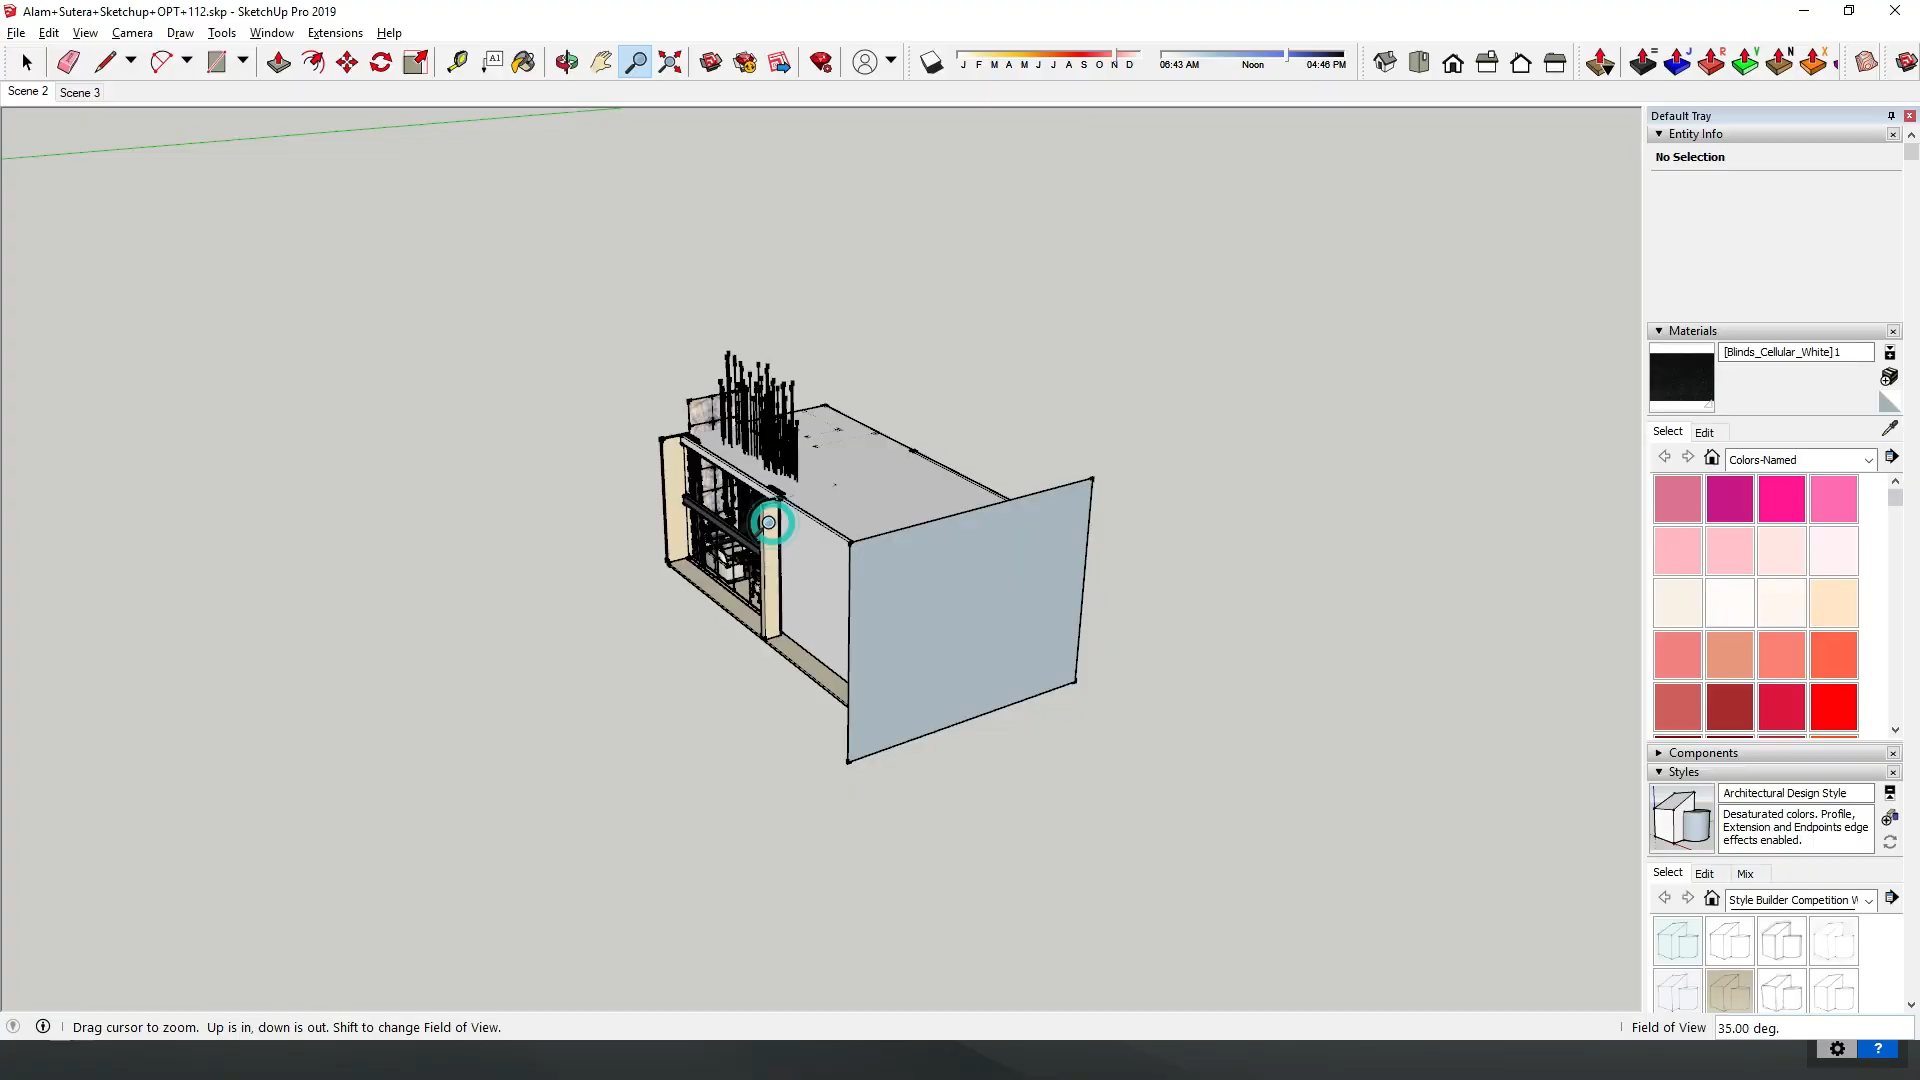 Alam+Sutera+Sketchup+OPT+112.skp - SketchUp Pro 2019
File Edit View Camera Draw Tools Window Extensions Help
A1
J F M A M J J A S O N D
06:43 AM Noon 04:46 PM
= J R V N X
Scene 2 Scene 3
Default Tray
Entity Info
No Selection
Materials
[Blinds_Cellular_White]1
Select Edit
Colors-Named
Components
Styles
Architectural Design Style
Desaturated colors. Profile,
Extension and Endpoints edge
effects enabled.
Select Edit Mix
Style Builder Competition
Drag cursor to zoom. Up is in, down is out. Shift to change Field of View.
Field of View 35.00 deg.
?